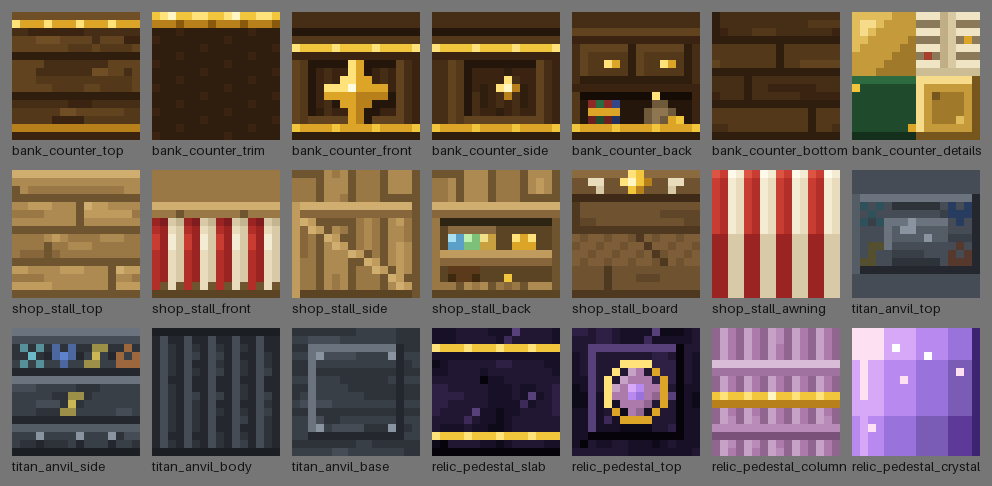 bank_counter_top
bank_counter_trim
bank_counter_front
bank_counter_side
bank_counter_back
bank_counter_bottom
bank_counter_details
shop_stall_top
shop_stall_front
shop_stall_side
shop_stall_back
shop_stall_board
shop_stall_awning
titan_anvil_top
titan_anvil_side
titan_anvil_body
titan_anvil_base
relic_pedestal_slab
relic_pedestal_top
relic_pedestal_column
relic_pedestal_crystal